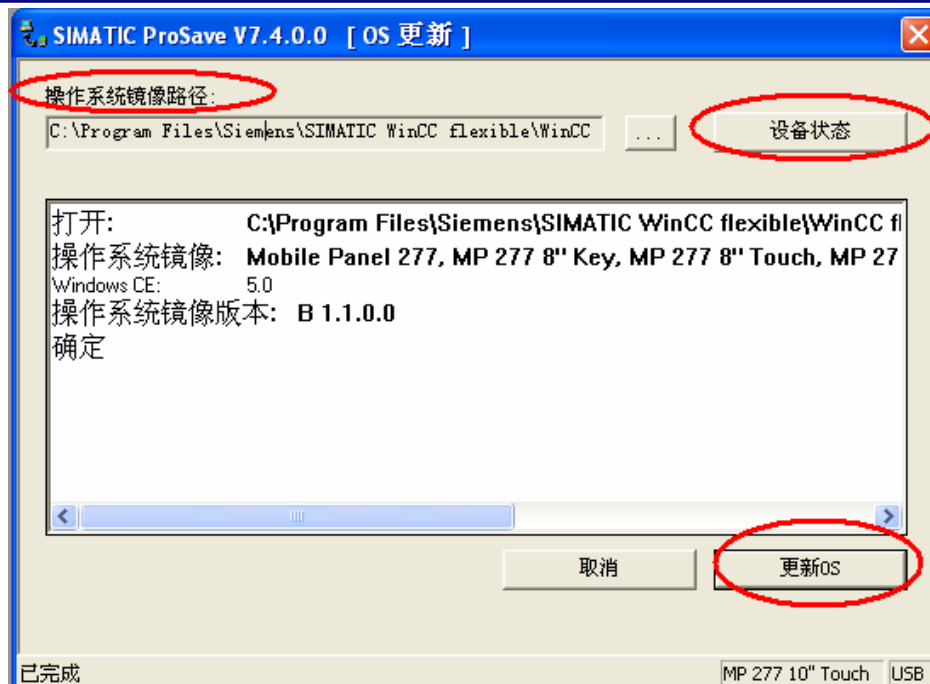 SIMATIC ProSave V7.4.0.0 [ OS 更新 ]
操作系统镜像路径:
C:\Program Files\Siemens\SIMATIC WinCC flexible\WinCC
...
设备状态
打开: C:\Program Files\Siemens\SIMATIC WinCC flexible\WinCC fl
操作系统镜像: Mobile Panel 277, MP 277 8" Key, MP 277 8" Touch, MP 27
Windows CE: 5.0
操作系统镜像版本: B 1.1.0.0
确定
取消
更新OS
已完成
MP 277 10" Touch
USB